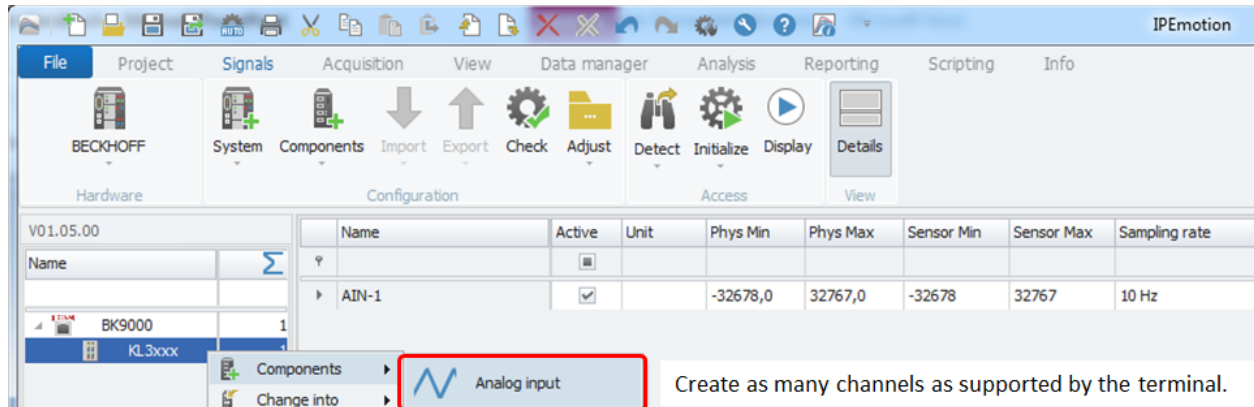 AUTO
IPEmotion
File Project Signals Acquisition View Data manager Analysis Reporting Scripting Info
BECKHOFF System Components Import Export Check Adjust Detect Initialize Display Details
Hardware Configuration Access View
V01.05.00
Name Active Unit Phys Min Phys Max Sensor Min Sensor Max Sampling rate
Name Σ
AIN-1 -32678,0 32767,0 -32678 32767 10 Hz
BK9000 1
KL3xxx 1
Components
Analog input
Create as many channels as supported by the terminal.
Change into